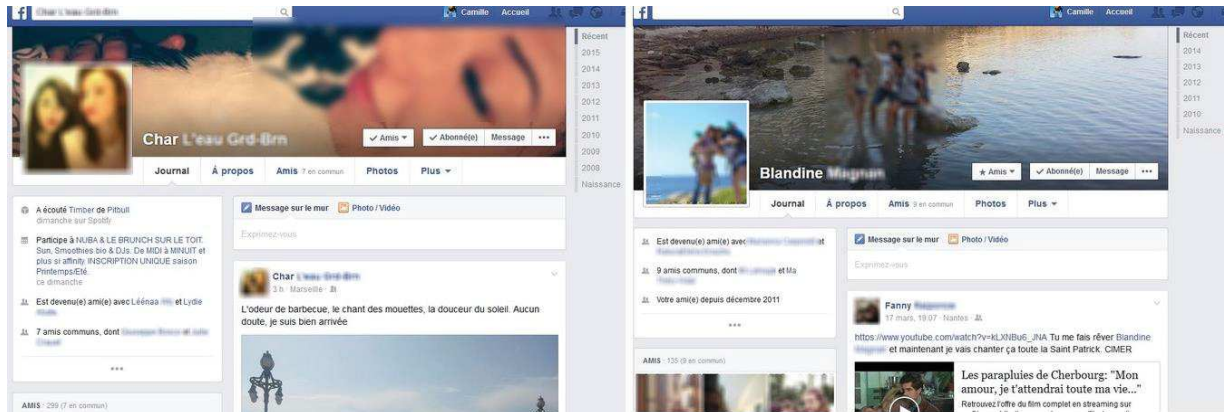 f
Camille Accueil
Récent
2015
2014
2013
2012
2011
2010
2009
2008
Naissance
Char
✓ Amis ▾ ✓ Abonné(e) Message •••
Journal À propos Amis 7 en commun Photos Plus ▾
A écouté Timber de Pitbull
dimanche sur Spotify
Participe à NUBA & LE BRUNCH SUR LE TOIT.
Sun, Smoothies bio & DJs. De MIDI à MINUIT et
plus si affinity. INSCRIPTION UNIQUE saison
Printemps/Eté.
ce dimanche
Est devenu(e) ami(e) avec Léénaa et Lydie
7 amis communs, dont
•••
AMIS · 299 (7 en commun)
Message sur le mur Photo / Vidéo
Exprimez-vous
Char
3 h · Marseille ·
L'odeur de barbecue, le chant des mouettes, la douceur du soleil. Aucun
doute, je suis bien arrivée
f
Camille Accueil
Récent
2014
2013
2012
2011
2010
Naissance
Blandine
★ Amis ▾ ✓ Abonné(e) Message •••
Journal À propos Amis 9 en commun Photos Plus ▾
Est devenu(e) ami(e) avec et
9 amis communs, dont et Ma
Votre ami(e) depuis décembre 2011
•••
AMIS · 135 (9 en commun)
Message sur le mur Photo / Vidéo
Exprimez-vous
Fanny
17 mars, 19:07 · Nantes ·
https://www.youtube.com/watch?v=kLXNBu6_JNA Tu me fais rêver Blandine
et maintenant je vais chanter ça toute la Saint Patrick. CIMER
Les parapluies de Cherbourg: "Mon
amour, je t'attendrai toute ma vie..."
Retrouvez l'offre du film complet en streaming sur